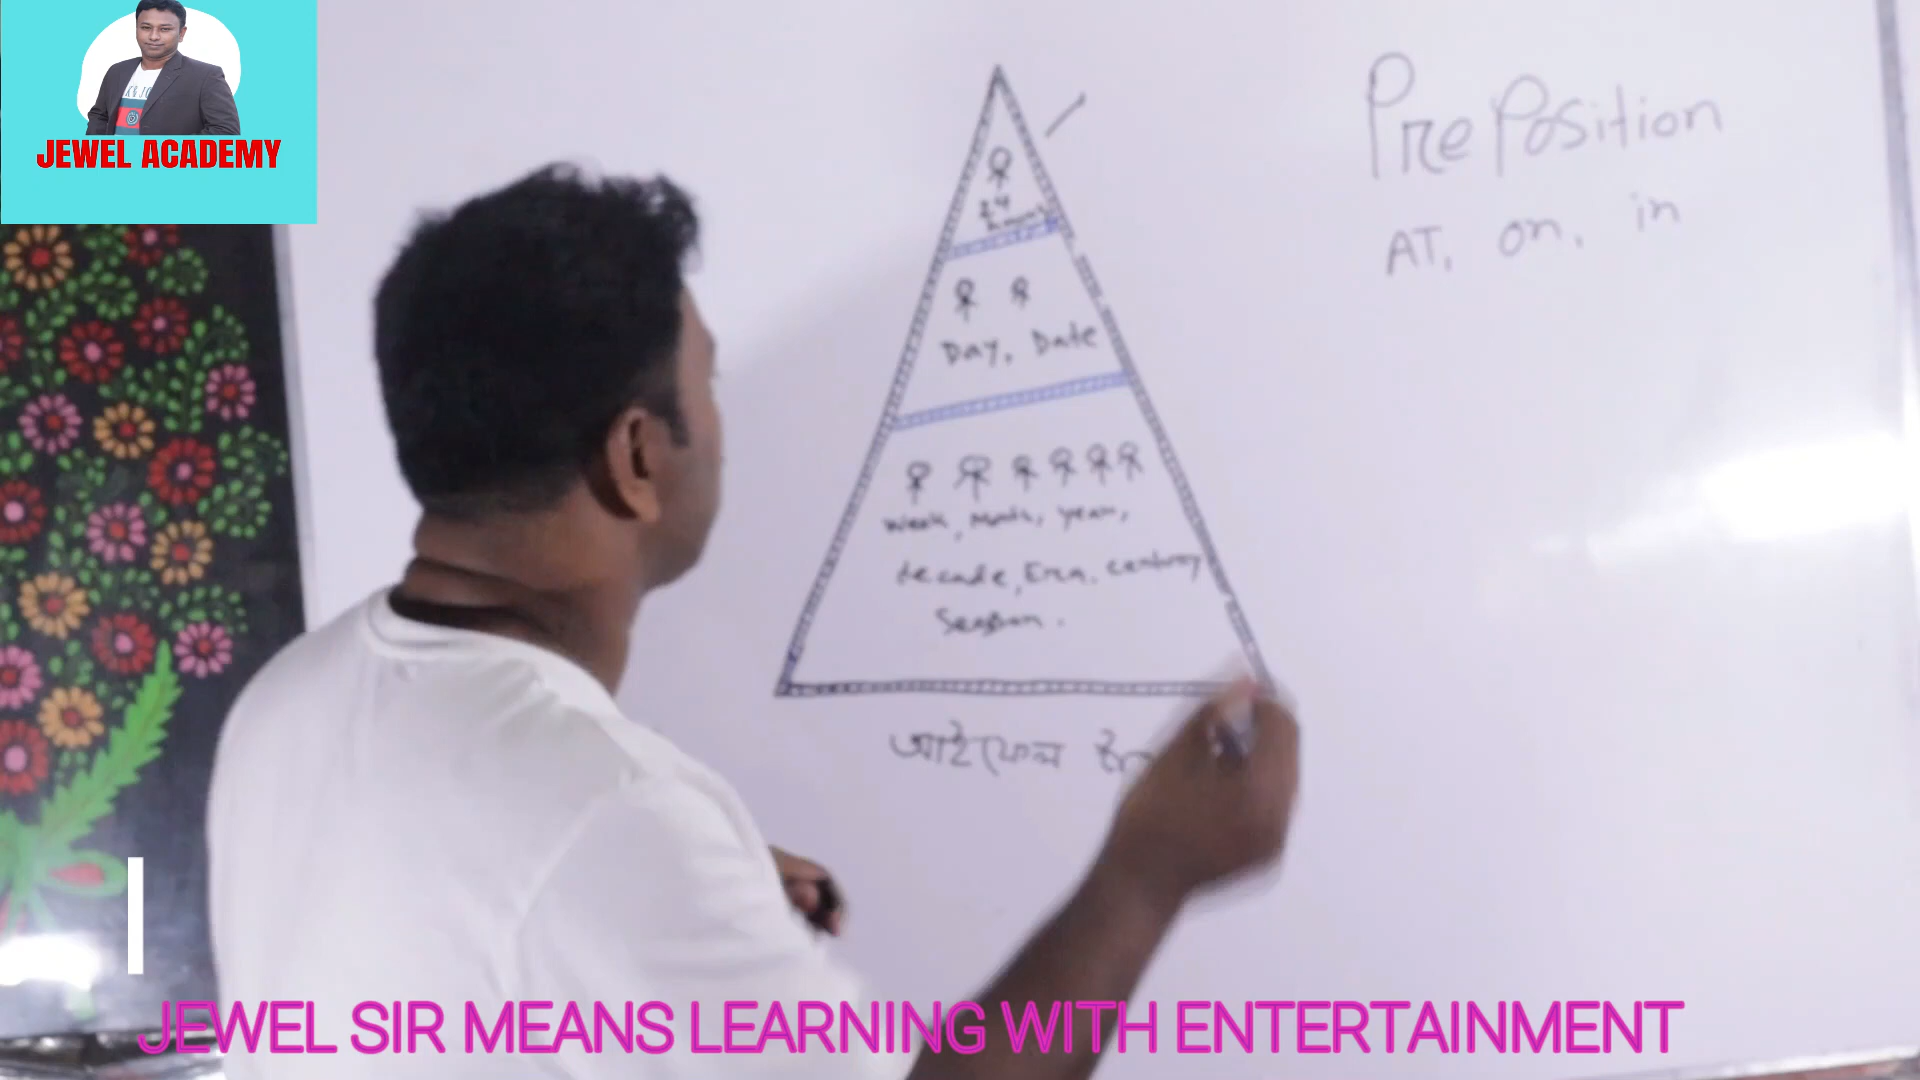 JEWEL ACADEMY
PrePosition
AT, on, in
24
Day, Date
Week, Month, year,
decade, Era, century
Season.
আইফেল
JEWEL SIR MEANS LEARNING WITH ENTERTAINMENT